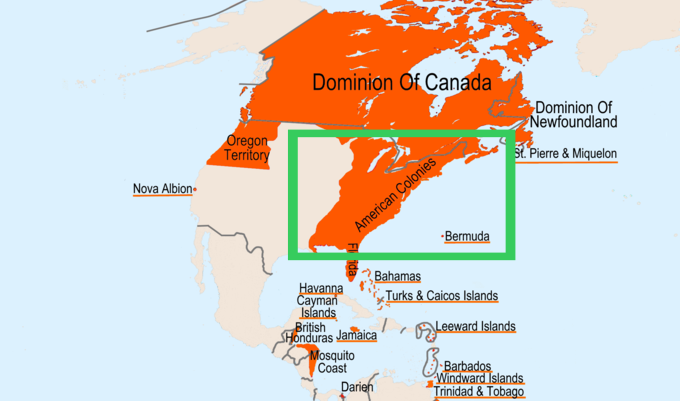 Dominion Of Canada
Dominion Of
Newfoundland
Oregon
Territory
St. Pierre & Miquelon
American Colonies
Nova Albion
Bermuda
Florida
Bahamas
Havanna
Cayman
Islands
Turks & Caicos Islands
British
Honduras
Jamaica
Leeward Islands
Mosquito
Coast
Barbados
Windward Islands
Darien
Trinidad & Tobago